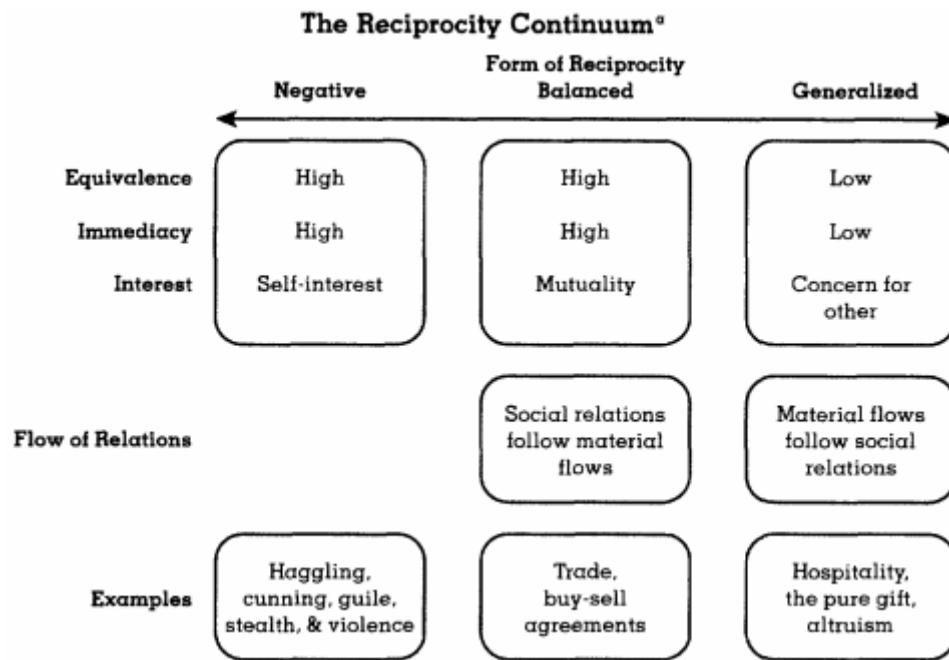 The Reciprocity Continuumᵃ
Form of Reciprocity
Negative Balanced Generalized
Equivalence High High Low
Immediacy High High Low
Interest Self-interest Mutuality Concern for
other
Social relations Material flows
Flow of Relations follow material follow social
flows relations
Haggling, Trade, Hospitality,
Examples cunning, guile, buy-sell the pure gift,
stealth, & violence agreements altruism